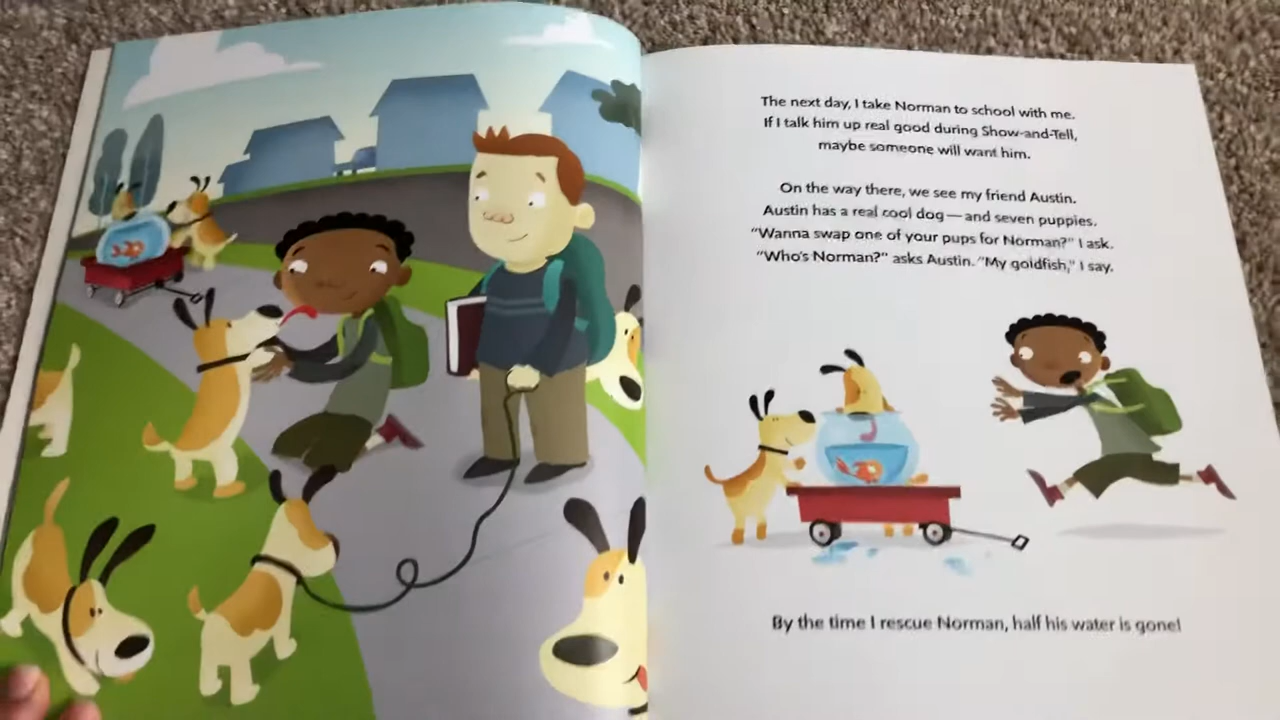 The next day, I take Norman to school with me.
If I talk him up real good during Show-and-Tell,
maybe someone will want him.
On the way there, we see my friend Austin.
Austin has a real cool dog—and seven puppies.
"Wanna swap one of your pups for Norman?" I ask.
"Who's Norman?" asks Austin. "My goldfish," I say.
By the time I rescue Norman, half his water is gone!